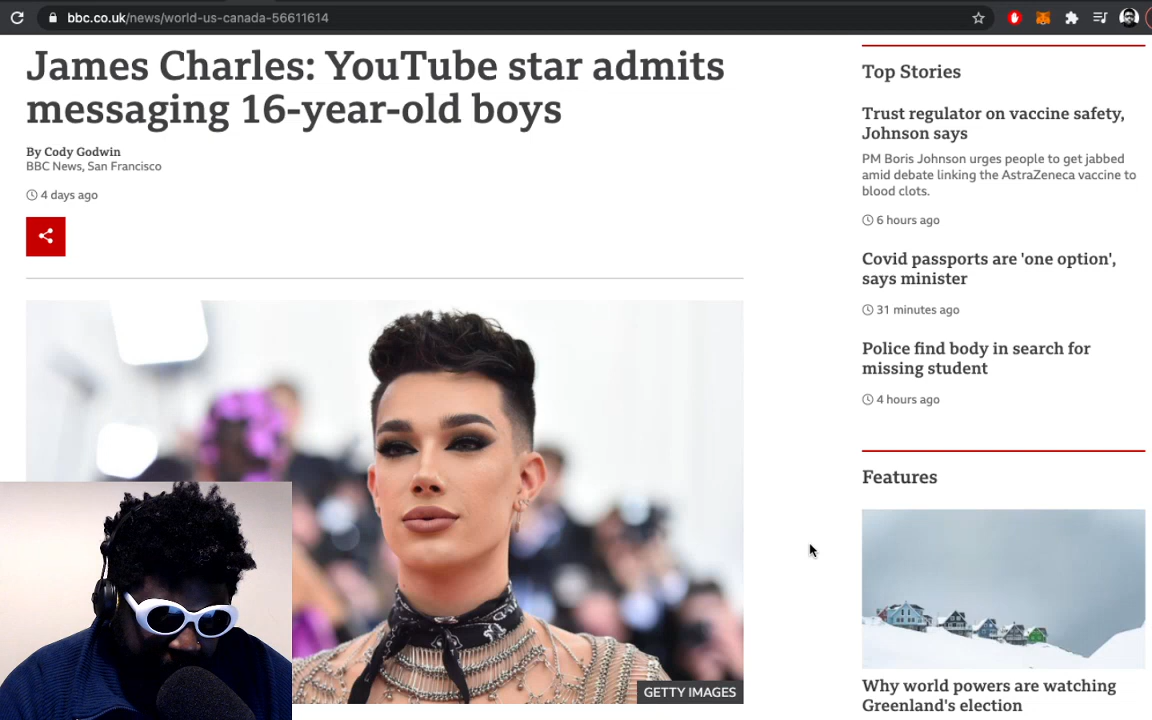 bbc.co.uk/news/world-us-canada-56611614
James Charles: YouTube star admits
messaging 16-year-old boys
By Cody Godwin
BBC News, San Francisco
4 days ago
GETTY IMAGES
Top Stories
Trust regulator on vaccine safety,
Johnson says
PM Boris Johnson urges people to get jabbed
amid debate linking the AstraZeneca vaccine to
blood clots.
6 hours ago
Covid passports are 'one option',
says minister
31 minutes ago
Police find body in search for
missing student
4 hours ago
Features
Why world powers are watching
Greenland's election